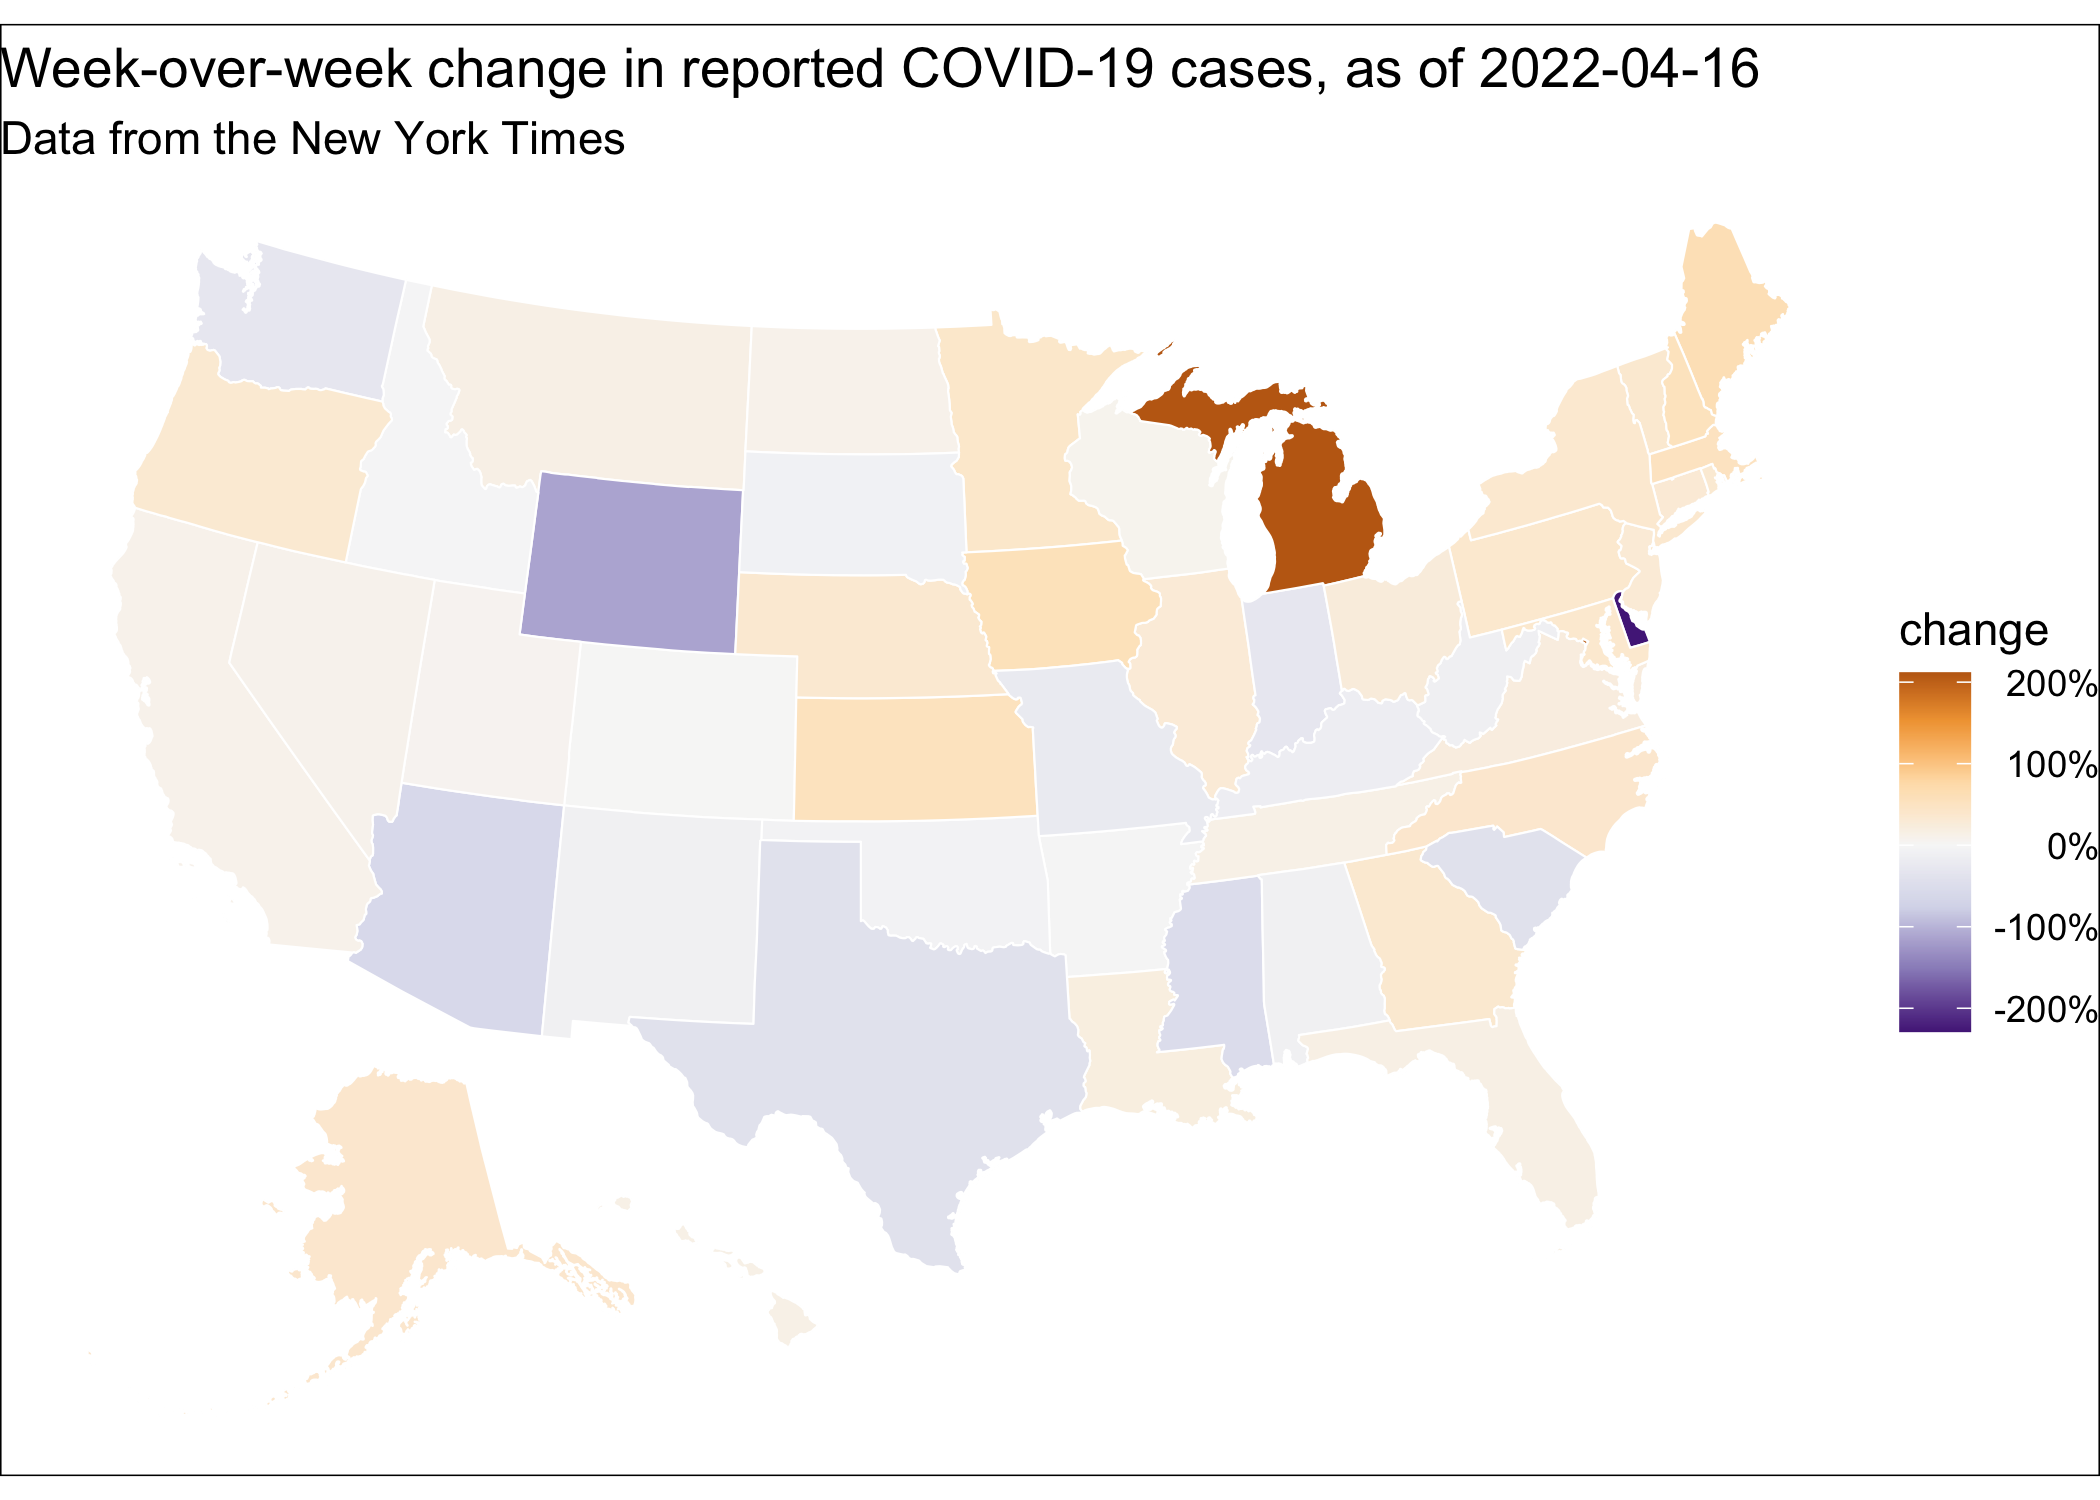 Week-over-week change in reported COVID-19 cases, as of 2022-04-16
Data from the New York Times
change
200%
100%
0%
-100%
-200%